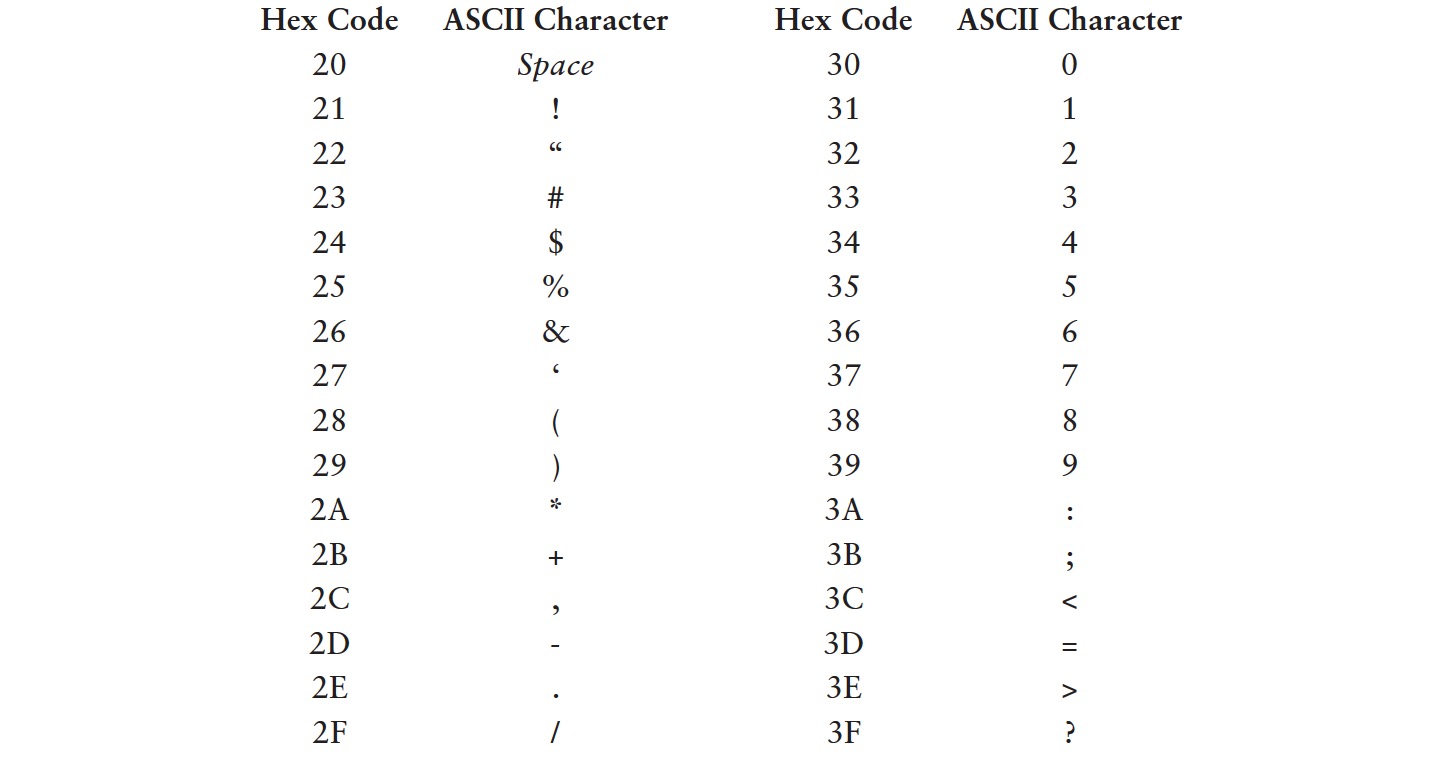 Hex Code ASCII Character Hex Code ASCII Character
20 Space 30 0
21 ! 31 1
22 “ 32 2
23 # 33 3
24 $ 34 4
25 % 35 5
26 & 36 6
27 ‘ 37 7
28 ( 38 8
29 ) 39 9
2A * 3A :
2B + 3B ;
2C , 3C <
2D - 3D =
2E . 3E >
2F / 3F ?